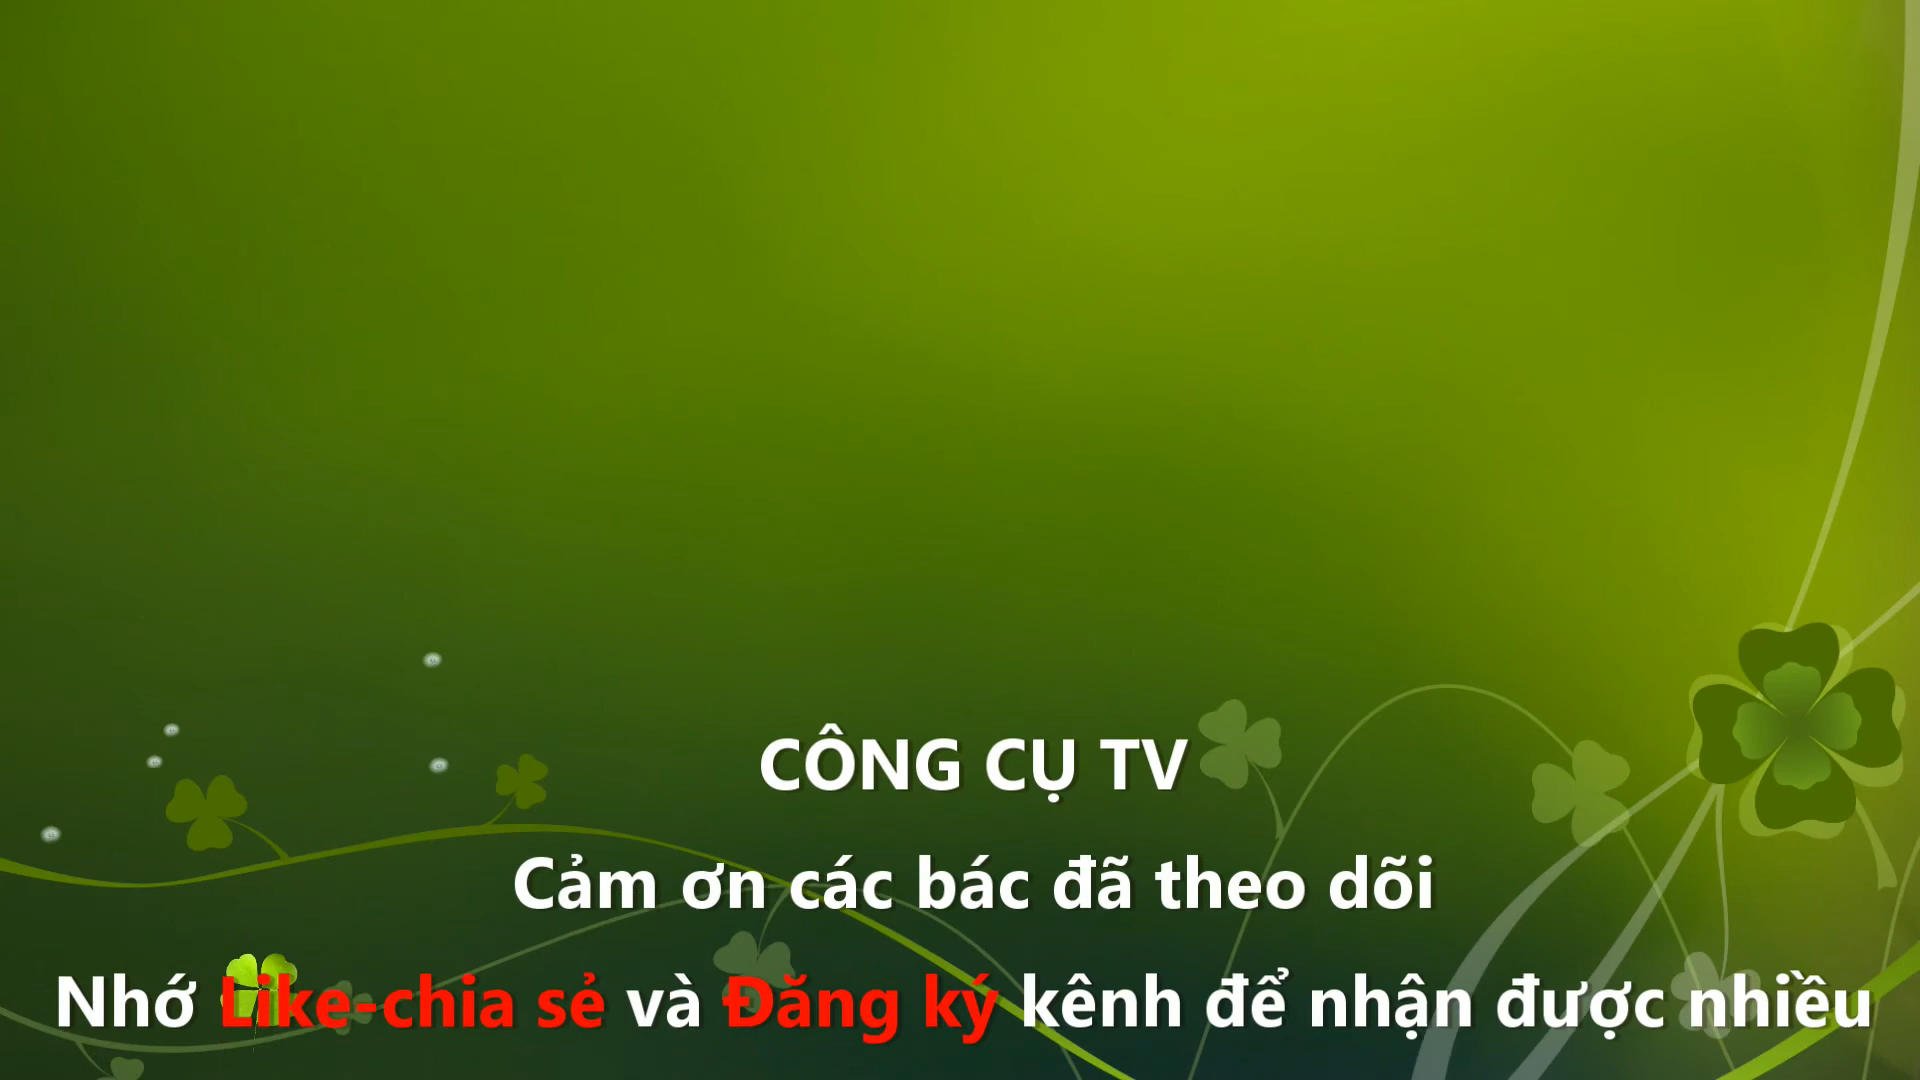 CÔNG CỤ TV
Cảm ơn các bác đã theo dõi
Nhớ Like-chia sẻ và Đăng ký kênh để nhận được nhiều